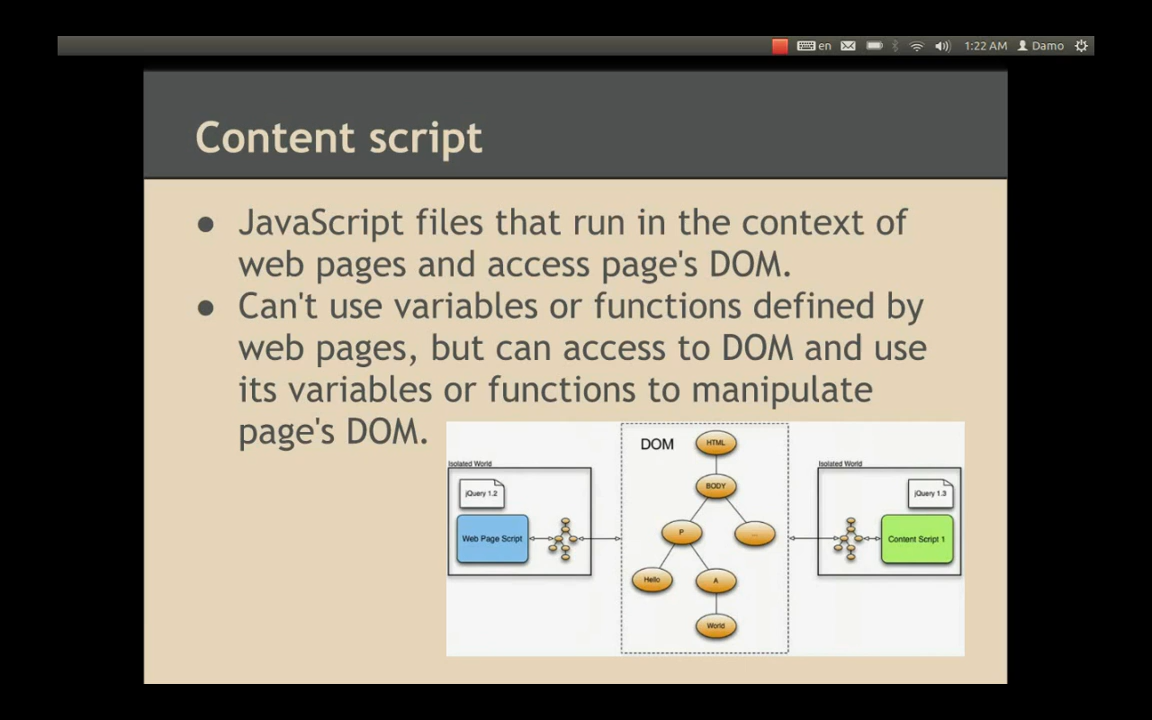 en 1:22 AM Damo
Content script
● JavaScript files that run in the context of
web pages and access page's DOM.
● Can't use variables or functions defined by
web pages, but can access to DOM and use
its variables or functions to manipulate
page's DOM.
DOM
HTML
Isolated World
Isolated World
BODY
jQuery 1.2
jQuery 1.3
Web Page Script
P
...
Content Script 1
Hello
A
World